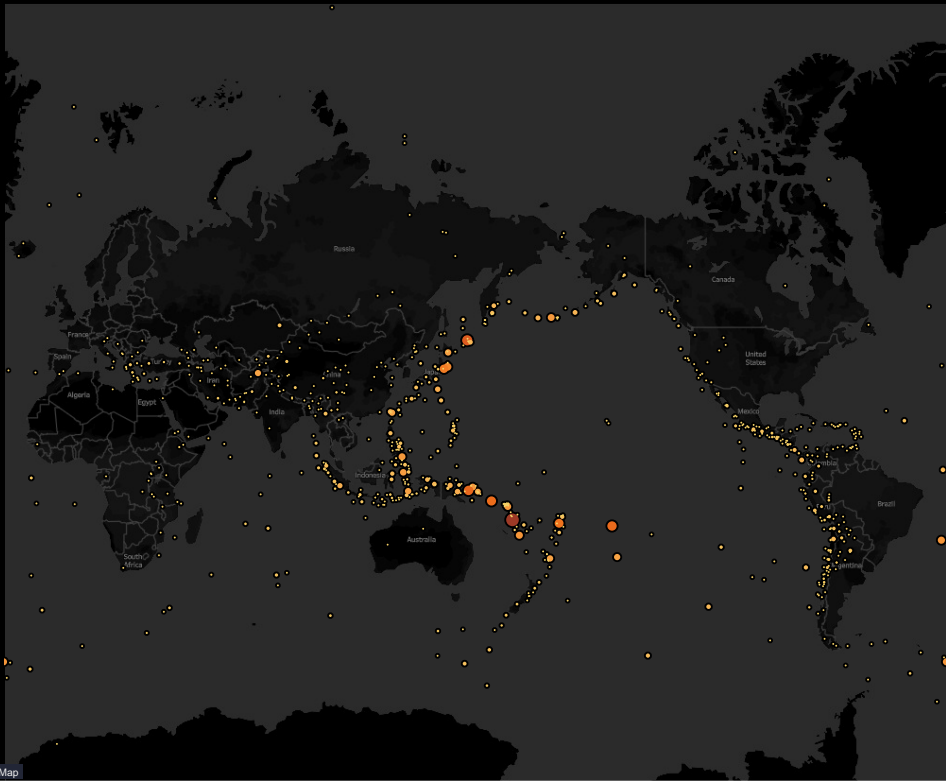 Russia
Canada
France
Spain
United
States
Algeria
Iran
Egypt
India
Mexico
Indonesia
Brazil
Australia
South
Africa
Map